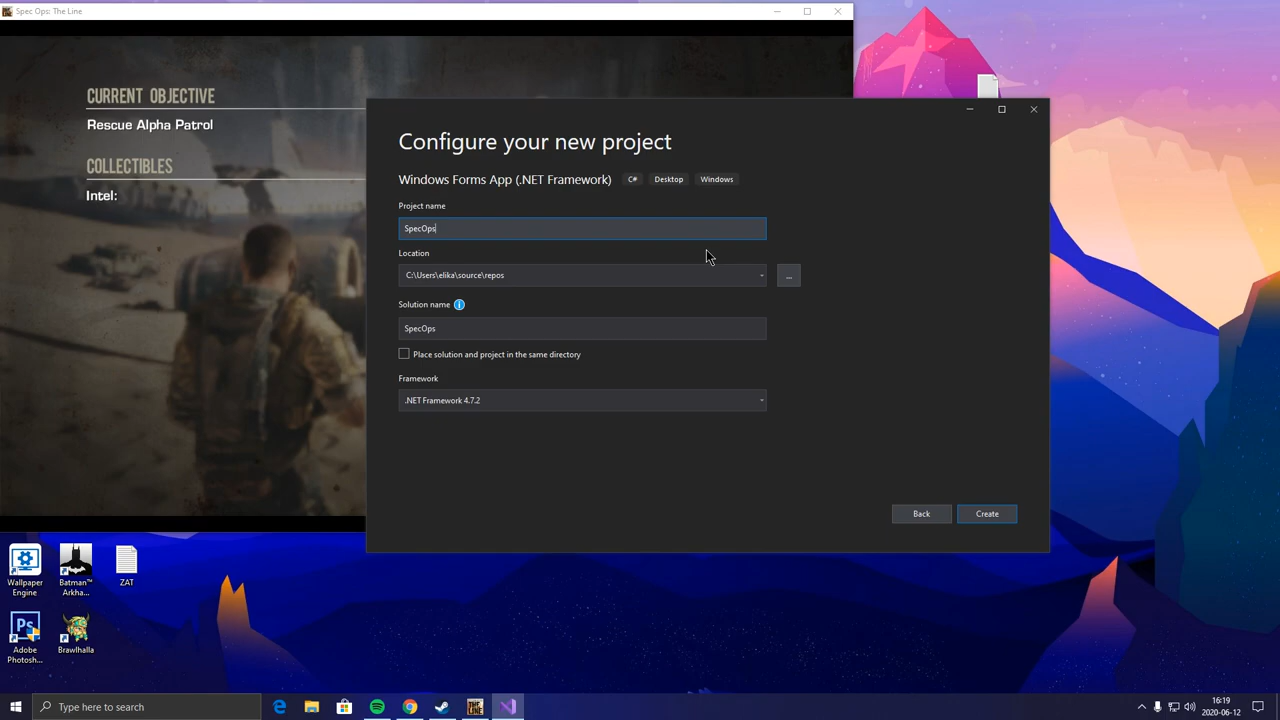 Spec Ops: The Line
CURRENT OBJECTIVE
Rescue Alpha Patrol
COLLECTIBLES
Intel:
Configure your new project
Windows Forms App (.NET Framework) C# Desktop Windows
Project name
SpecOps
Location
C:\Users\elika\source\repos
...
Solution name
SpecOps
Place solution and project in the same directory
Framework
.NET Framework 4.7.2
Back Create
Wallpaper Engine
Batman™ Arkha...
ZAT
Ps
Adobe Photosh...
Brawlhalla
Type here to search
THE LINE
16:19
2020-06-12